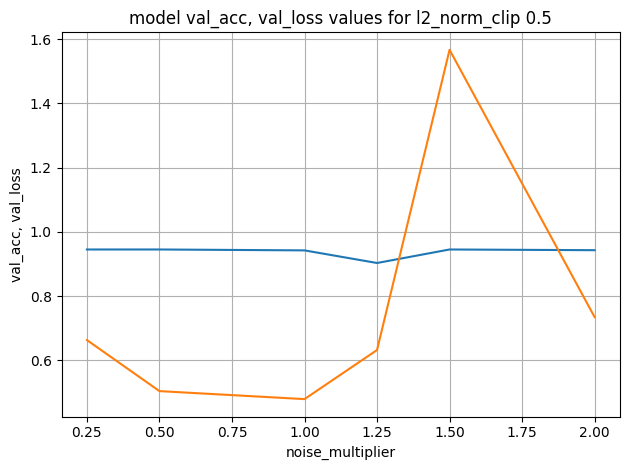 model val_acc, val_loss values for l2_norm_clip 0.5
1.6
1.4
1.2
1.0
0.8
0.6
val_acc, val_loss
0.25 0.50 0.75 1.00 1.25 1.50 1.75 2.00
noise_multiplier